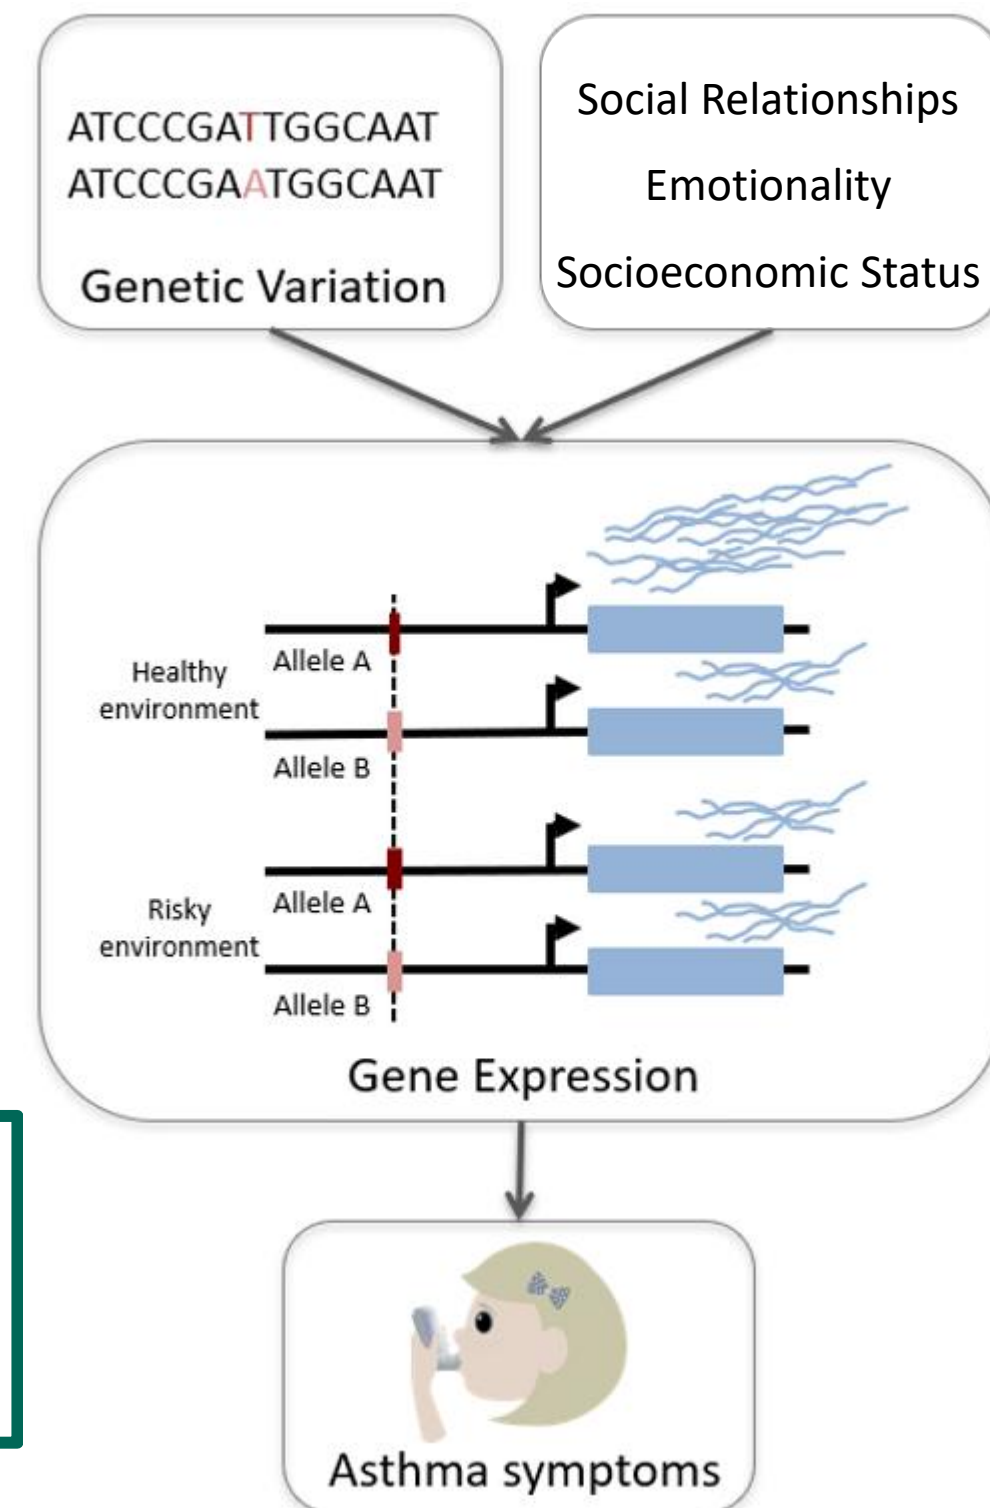 ATCCCGATTGGCAAT
ATCCCGAATGGCAAT
Genetic Variation
Social Relationships
Emotionality
Socioeconomic Status
Healthy
environment
Allele A
Allele B
Risky
environment
Allele A
Allele B
Gene Expression
Asthma symptoms